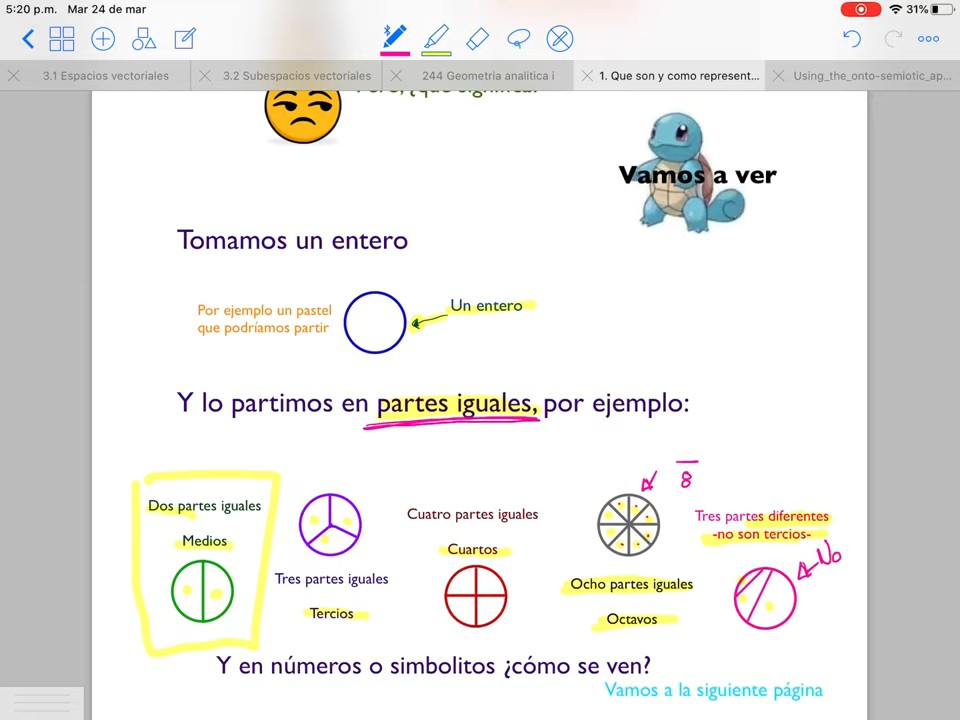 5:20 p.m. Mar 24 de mar
31%
3.1 Espacios vectoriales
3.2 Subespacios vectoriales
244 Geometria analitica i
1. Que son y como represent...
Using_the_onto-semiotic_ap...
Pero, ¿qué significa?
Vamos a ver
Tomamos un entero
Por ejemplo un pastel
que podríamos partir
Un entero
Y lo partimos en partes iguales, por ejemplo:
Dos partes iguales
Medios
Tres partes iguales
Tercios
Cuatro partes iguales
Cuartos
8
Ocho partes iguales
Octavos
Tres partes diferentes
-no son tercios-
No
Y en números o simbolitos ¿cómo se ven?
Vamos a la siguiente página